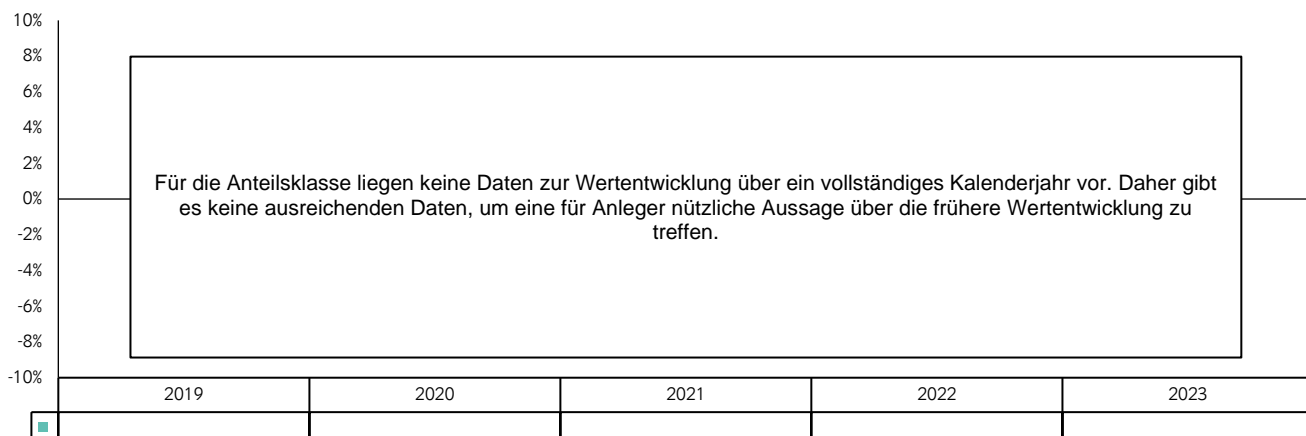 10%
8%
6%
4%
2%
Für die Anteilsklasse liegen keine Daten zur Wertentwicklung über ein vollständiges Kalenderjahr vor. Daher gibt
0%
es keine ausreichenden Daten, um eine für Anleger nützliche Aussage über die frühere Wertentwicklung zu
treffen.
-2%
-4%
-6%
-8%
-10%
2019 2020 2021 2022 2023